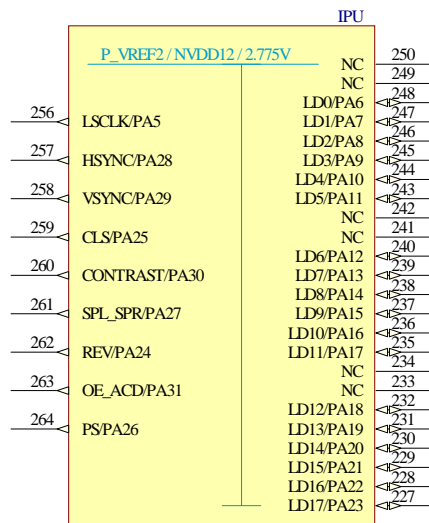 IPU
P_VREF2 / NVDD12 / 2.775V
256 LSCLK/PA5
257 HSYNC/PA28
258 VSYNC/PA29
259 CLS/PA25
260 CONTRAST/PA30
261 SPL_SPR/PA27
262 REV/PA24
263 OE_ACD/PA31
264 PS/PA26
NC 250
NC 249
LD0/PA6 248
LD1/PA7 247
LD2/PA8 246
LD3/PA9 245
LD4/PA10 244
LD5/PA11 243
NC 242
NC 241
LD6/PA12 240
LD7/PA13 239
LD8/PA14 238
LD9/PA15 237
LD10/PA16 236
LD11/PA17 235
NC 234
NC 233
LD12/PA18 232
LD13/PA19 231
LD14/PA20 230
LD15/PA21 229
LD16/PA22 228
LD17/PA23 227